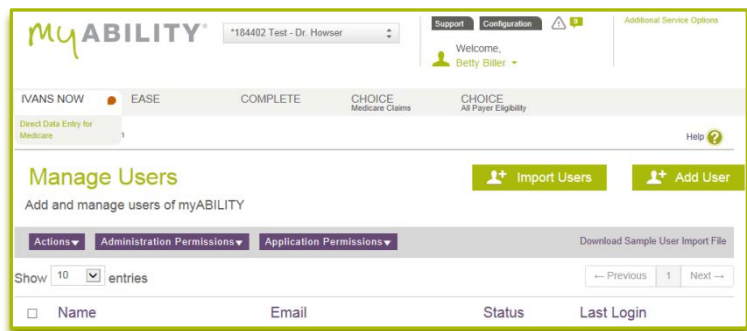 myABILITY®
*184402 Test - Dr. Howser
Support Configuration
Additional Service Options
Welcome,
Betty Biller
IVANS NOW EASE COMPLETE CHOICE CHOICE
Medicare Claims All Payer Eligibility
Direct Data Entry for
Medicare
Help ?
Manage Users
Import Users Add User
Add and manage users of myABILITY
Actions Administration Permissions Application Permissions Download Sample User Import File
Show 10 entries ← Previous 1 Next →
Name Email Status Last Login